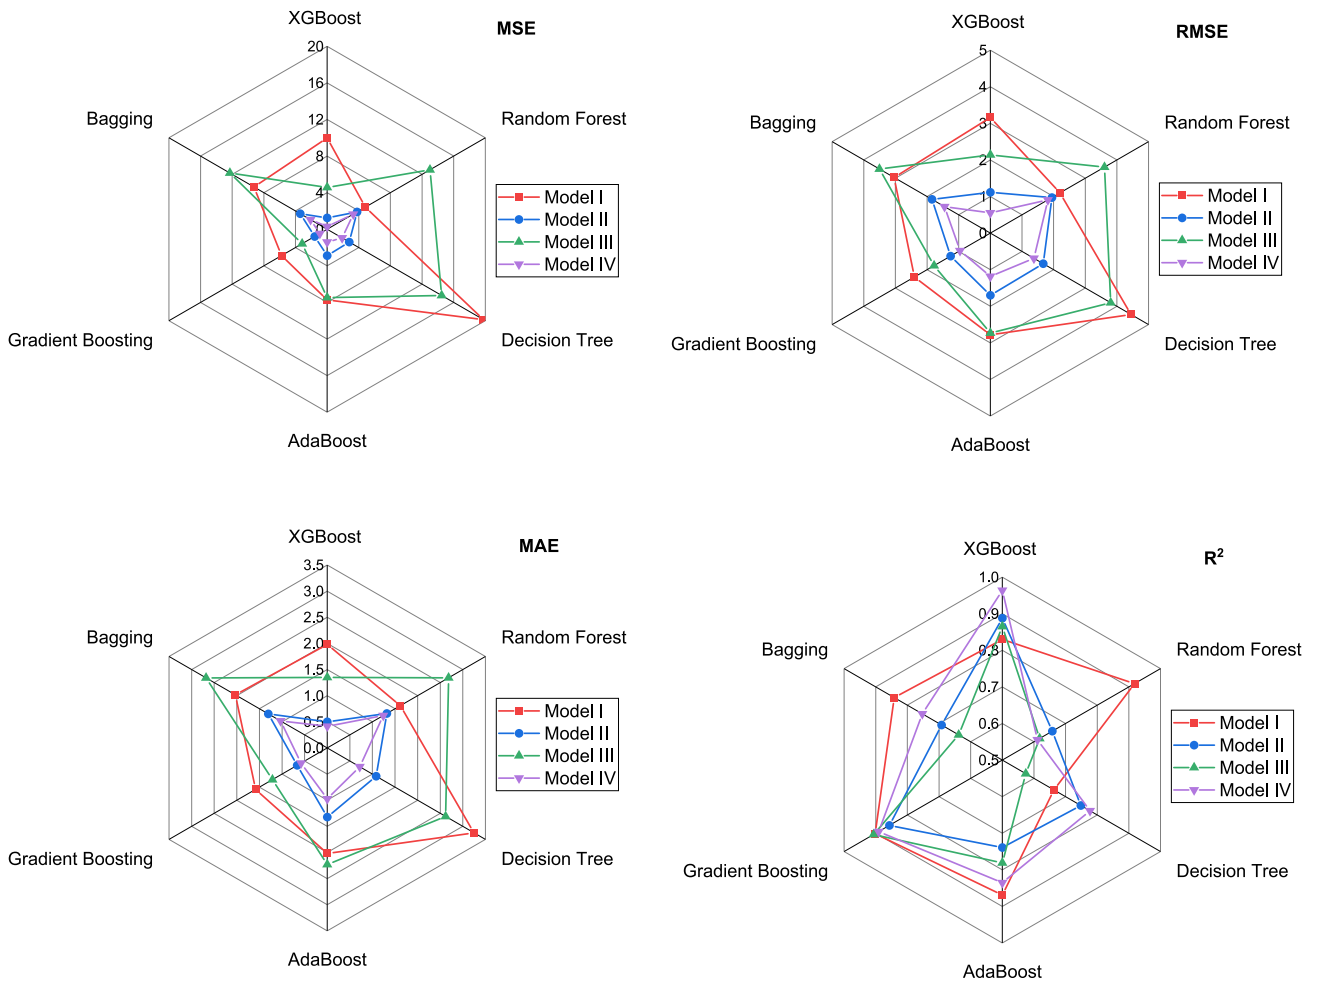 XGBoost
MSE
20
16
12
8
4
0
Bagging
Random Forest
Gradient Boosting
Decision Tree
AdaBoost
Model I
Model II
Model III
Model IV
XGBoost
RMSE
5
4
3
2
1
0
Bagging
Random Forest
Gradient Boosting
Decision Tree
AdaBoost
Model I
Model II
Model III
Model IV
XGBoost
MAE
3.5
3.0
2.5
2.0
1.5
1.0
0.5
0.0
Bagging
Random Forest
Gradient Boosting
Decision Tree
AdaBoost
Model I
Model II
Model III
Model IV
XGBoost
R²
1.0
0.9
0.8
0.7
0.6
0.5
Bagging
Random Forest
Gradient Boosting
Decision Tree
AdaBoost
Model I
Model II
Model III
Model IV